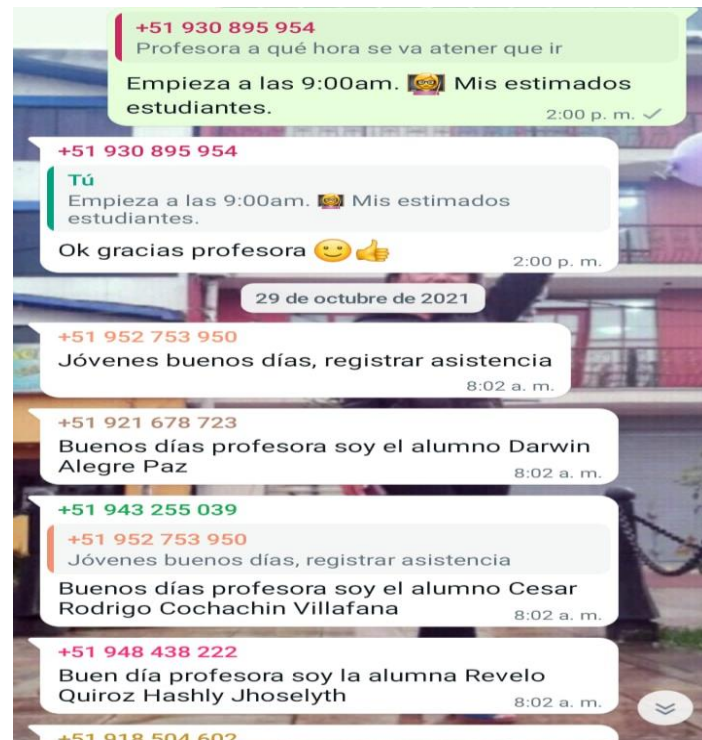 +51 930 895 954
Profesora a qué hora se va atener que ir
Empieza a las 9:00am. 👩‍🏫 Mis estimados
estudiantes.
2:00 p. m.
+51 930 895 954
Tú
Empieza a las 9:00am. 👩‍🏫 Mis estimados
estudiantes.
Ok gracias profesora 🙂👍
2:00 p. m.
29 de octubre de 2021
+51 952 753 950
Jóvenes buenos días, registrar asistencia
8:02 a. m.
+51 921 678 723
Buenos días profesora soy el alumno Darwin
Alegre Paz
8:02 a. m.
+51 943 255 039
+51 952 753 950
Jóvenes buenos días, registrar asistencia
Buenos días profesora soy el alumno Cesar
Rodrigo Cochachin Villafana
8:02 a. m.
+51 948 438 222
Buen día profesora soy la alumna Revelo
Quiroz Hashly Jhoselyth
8:02 a. m.
+51 918 504 602